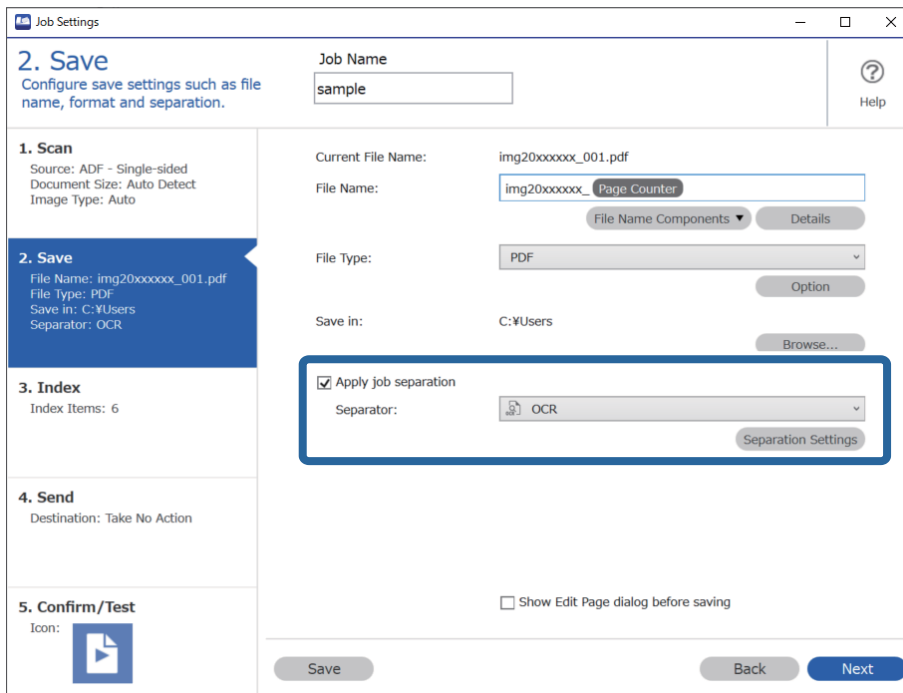 Job Settings
2. Save
Configure save settings such as file
name, format and separation.
Job Name
sample
Help
1. Scan
Source: ADF - Single-sided
Document Size: Auto Detect
Image Type: Auto
2. Save
File Name: img20xxxxxx_001.pdf
File Type: PDF
Save in: C:¥Users
Separator: OCR
3. Index
Index Items: 6
4. Send
Destination: Take No Action
5. Confirm/Test
Icon:
Current File Name: img20xxxxxx_001.pdf
File Name: img20xxxxxx_ Page Counter
File Name Components ▼ Details
File Type: PDF
Option
Save in: C:¥Users
Browse...
Apply job separation
Separator: OCR
Separation Settings
Show Edit Page dialog before saving
Save Back Next